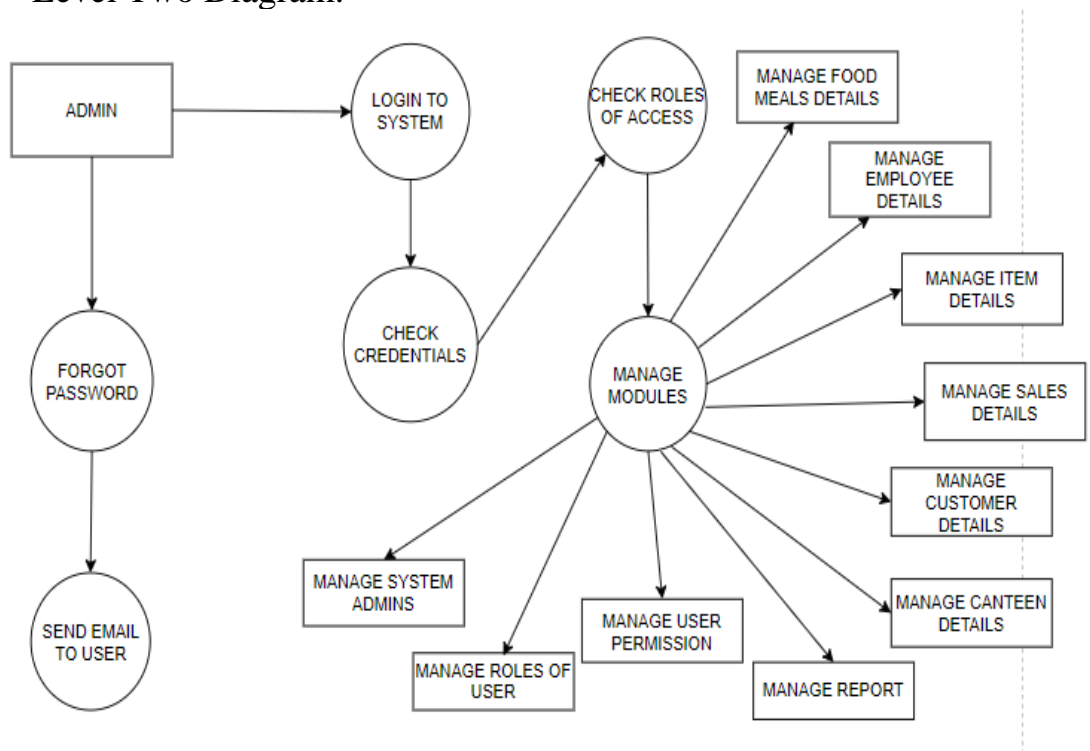 Level Two Diagram:
ADMIN
LOGIN TO
SYSTEM
CHECK ROLES
OF ACCESS
MANAGE FOOD
MEALS DETAILS
MANAGE
EMPLOYEE
DETAILS
MANAGE ITEM
DETAILS
CHECK
CREDENTIALS
FORGOT
PASSWORD
MANAGE
MODULES
MANAGE SALES
DETAILS
MANAGE
CUSTOMER
DETAILS
MANAGE SYSTEM
ADMINS
MANAGE CANTEEN
DETAILS
SEND EMAIL
TO USER
MANAGE USER
PERMISSION
MANAGE ROLES OF
USER
MANAGE REPORT